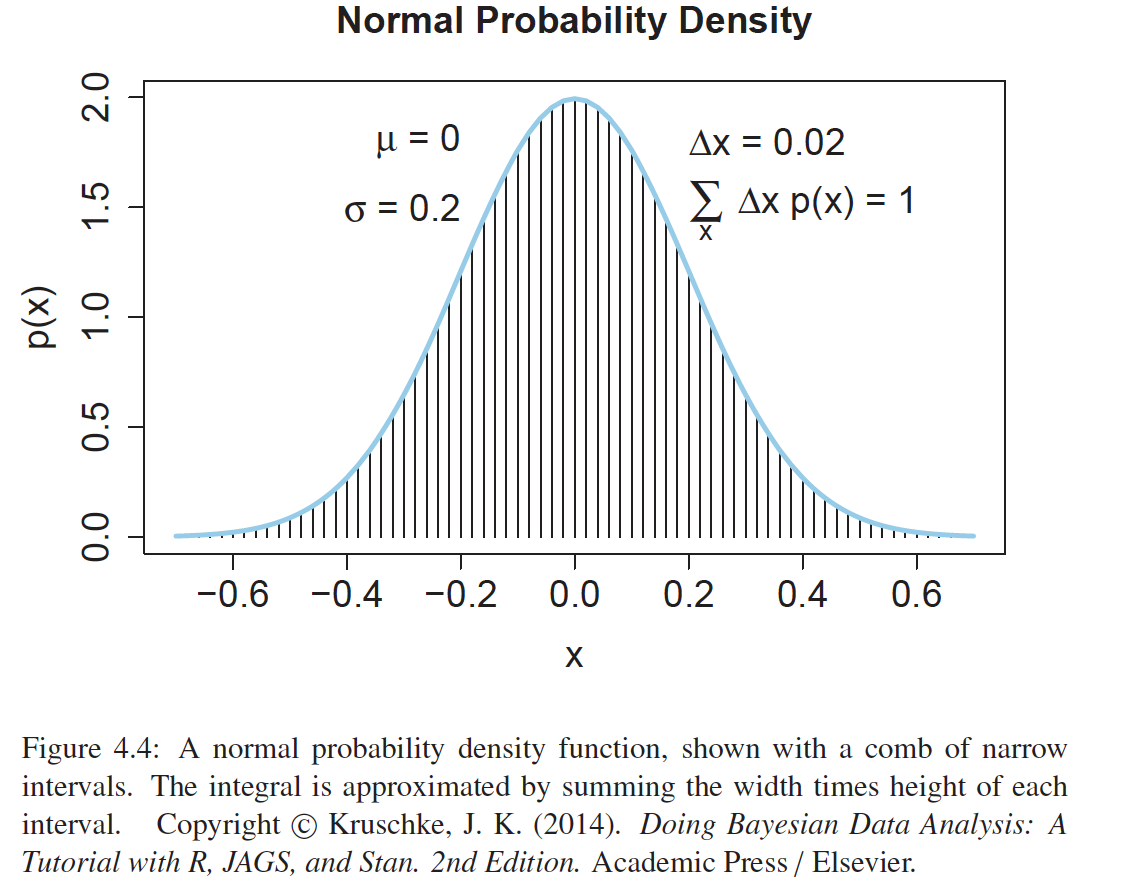 Normal Probability Density
μ = 0
σ = 0.2
Δx = 0.02
∑ Δx p(x) = 1
x
p(x)
0.0
0.5
1.0
1.5
2.0
−0.6 −0.4 −0.2 0.0 0.2 0.4 0.6
x
Figure 4.4: A normal probability density function, shown with a comb of narrow
intervals. The integral is approximated by summing the width times height of each
interval. Copyright © Kruschke, J. K. (2014). Doing Bayesian Data Analysis: A
Tutorial with R, JAGS, and Stan. 2nd Edition. Academic Press / Elsevier.